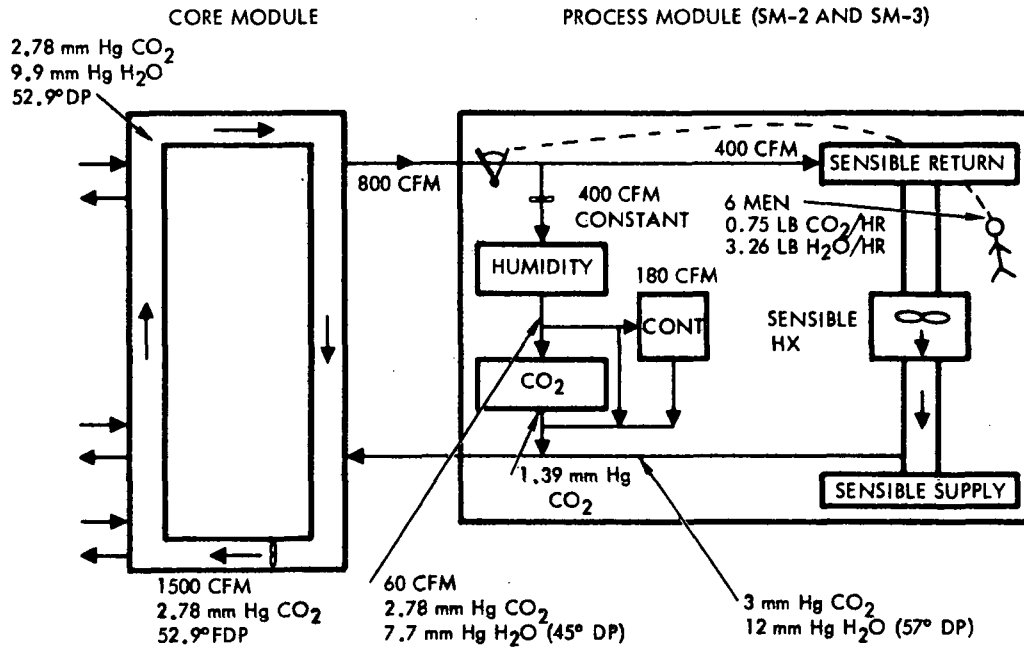 CORE MODULE
PROCESS MODULE (SM-2 AND SM-3)
2.78 mm Hg CO2
9.9 mm Hg H2O
52.9° DP
800 CFM
400 CFM
SENSIBLE RETURN
400 CFM
CONSTANT
6 MEN
0.75 LB CO2/HR
3.26 LB H2O/HR
HUMIDITY
180 CFM
CONT
SENSIBLE
HX
CO2
1.39 mm Hg
CO2
SENSIBLE SUPPLY
1500 CFM
2.78 mm Hg CO2
52.9°FDP
60 CFM
2.78 mm Hg CO2
7.7 mm Hg H2O (45° DP)
3 mm Hg CO2
12 mm Hg H2O (57° DP)